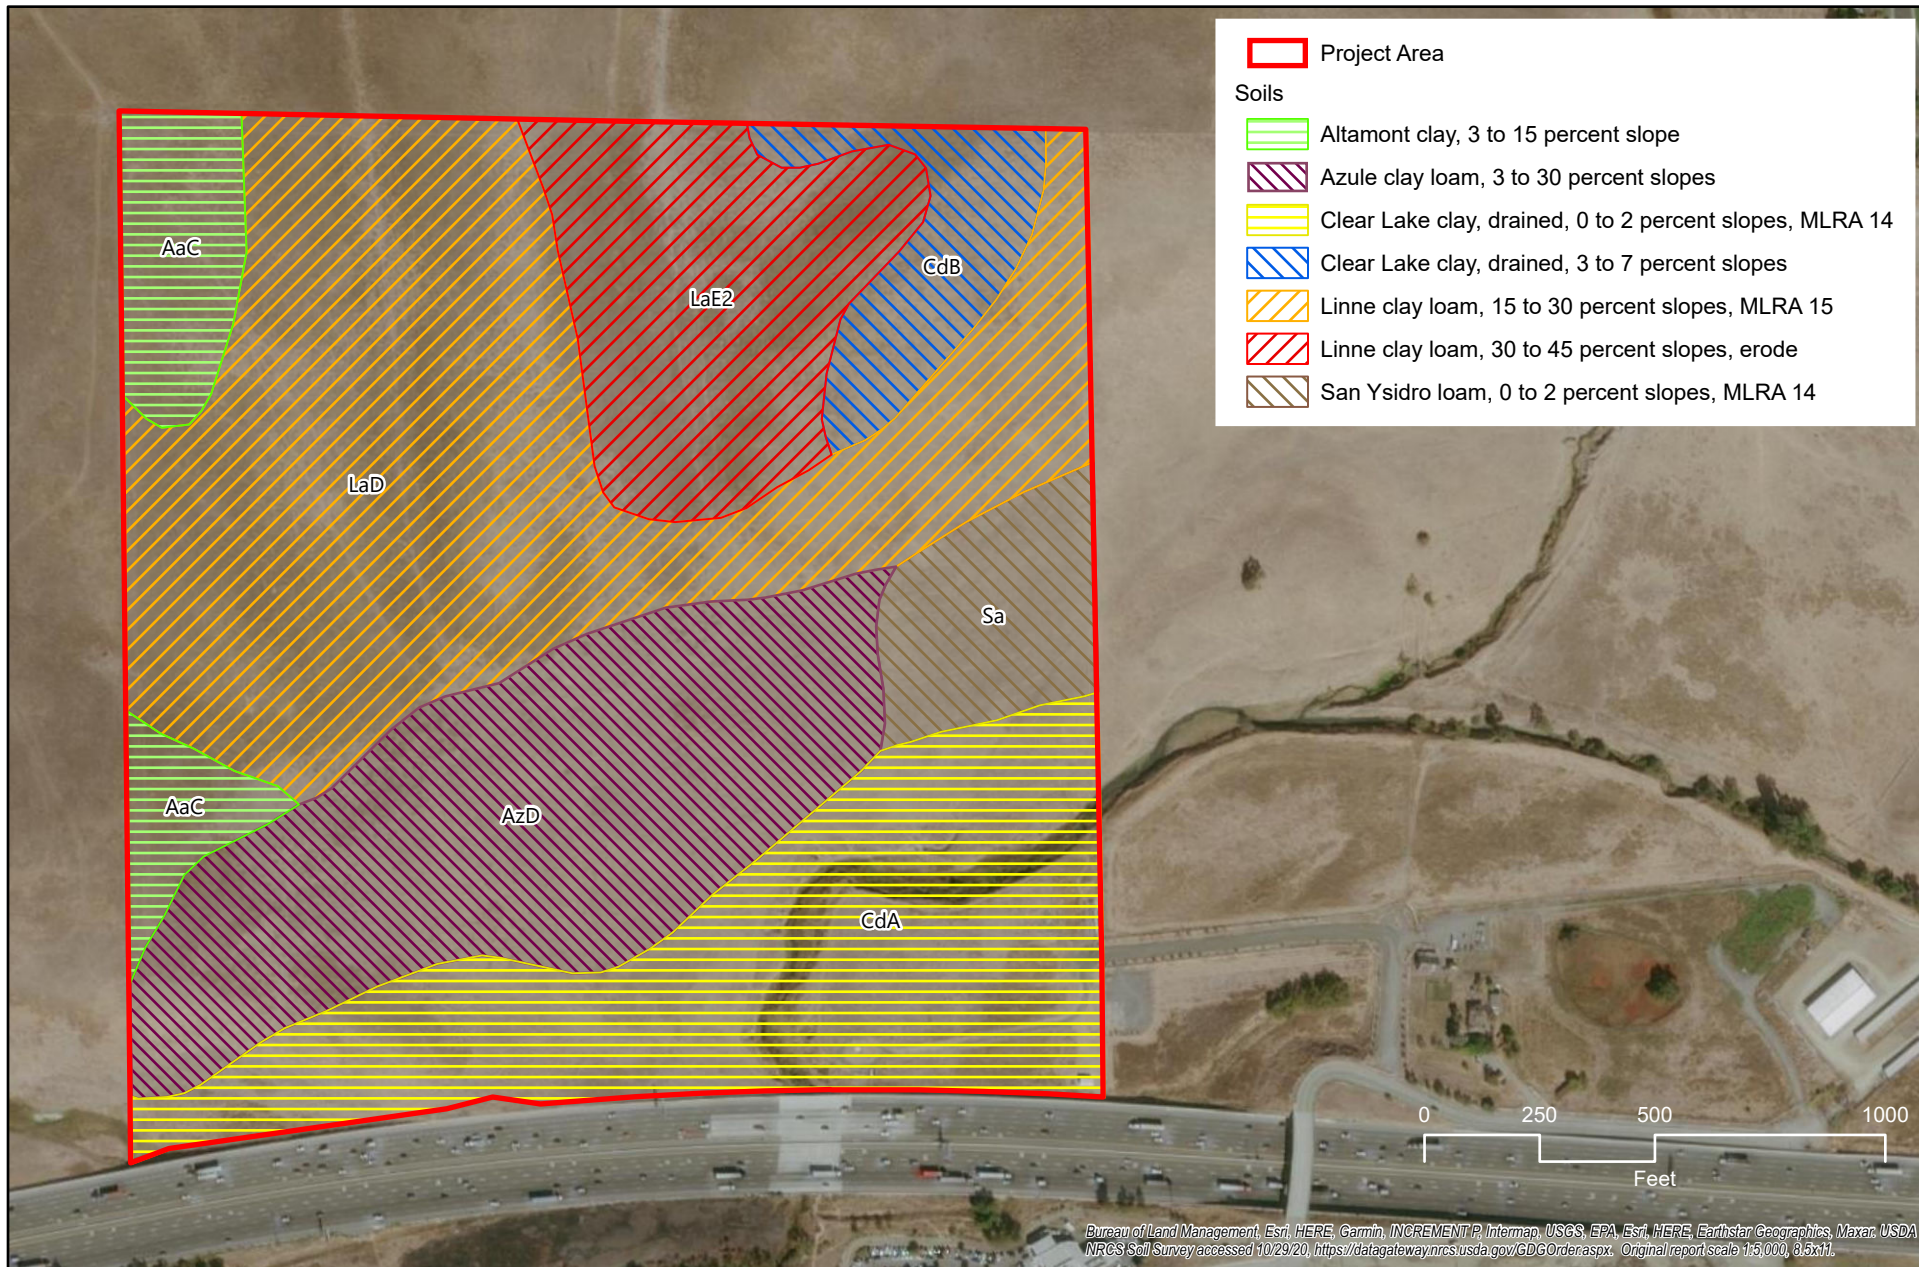 Project Area
Soils
Altamont clay, 3 to 15 percent slope
Azule clay loam, 3 to 30 percent slopes
Clear Lake clay, drained, 0 to 2 percent slopes, MLRA 14
Clear Lake clay, drained, 3 to 7 percent slopes
Linne clay loam, 15 to 30 percent slopes, MLRA 15
Linne clay loam, 30 to 45 percent slopes, erode
San Ysidro loam, 0 to 2 percent slopes, MLRA 14
AaC
CdB
LaE2
LaD
Sa
AaC
AzD
CdA
0 250 500 1000
Feet
Bureau of Land Management, Esri, HERE, Garmin, INCREMENT P, Intermap, USGS, EPA, Esri, HERE, Earthstar Geographics, Maxar. USDA
NRCS Soil Survey accessed 10/29/20, https://datagateway.nrcs.usda.gov/GDGOrder.aspx. Original report scale 1:5,000, 8.5x11.